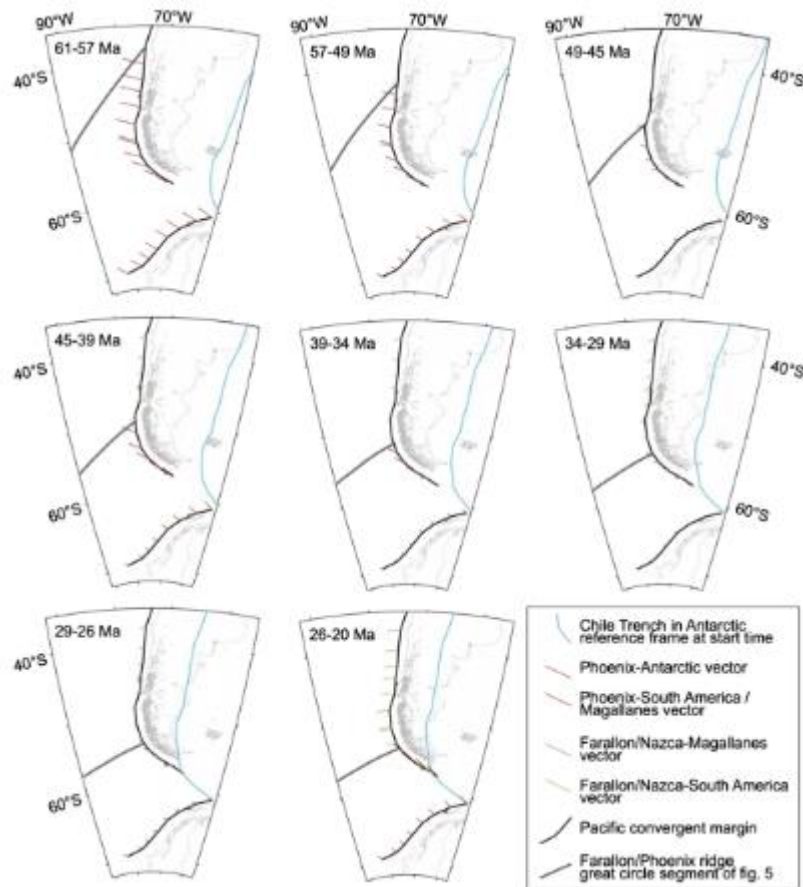 90°W 70°W
61-57 Ma
40°S
60°S
90°W 70°W
57-49 Ma
90°W 70°W
49-45 Ma
40°S
60°S
45-39 Ma
40°S
60°S
39-34 Ma
34-29 Ma
40°S
60°S
29-26 Ma
40°S
60°S
26-20 Ma
Chile Trench in Antarctic
reference frame at start time
Phoenix-Antarctic vector
Phoenix-South America /
Magallanes vector
Farallon/Nazca-Magallanes
vector
Farallon/Nazca-South America
vector
Pacific convergent margin
Farallon/Phoenix ridge
great circle segment of fig. 5